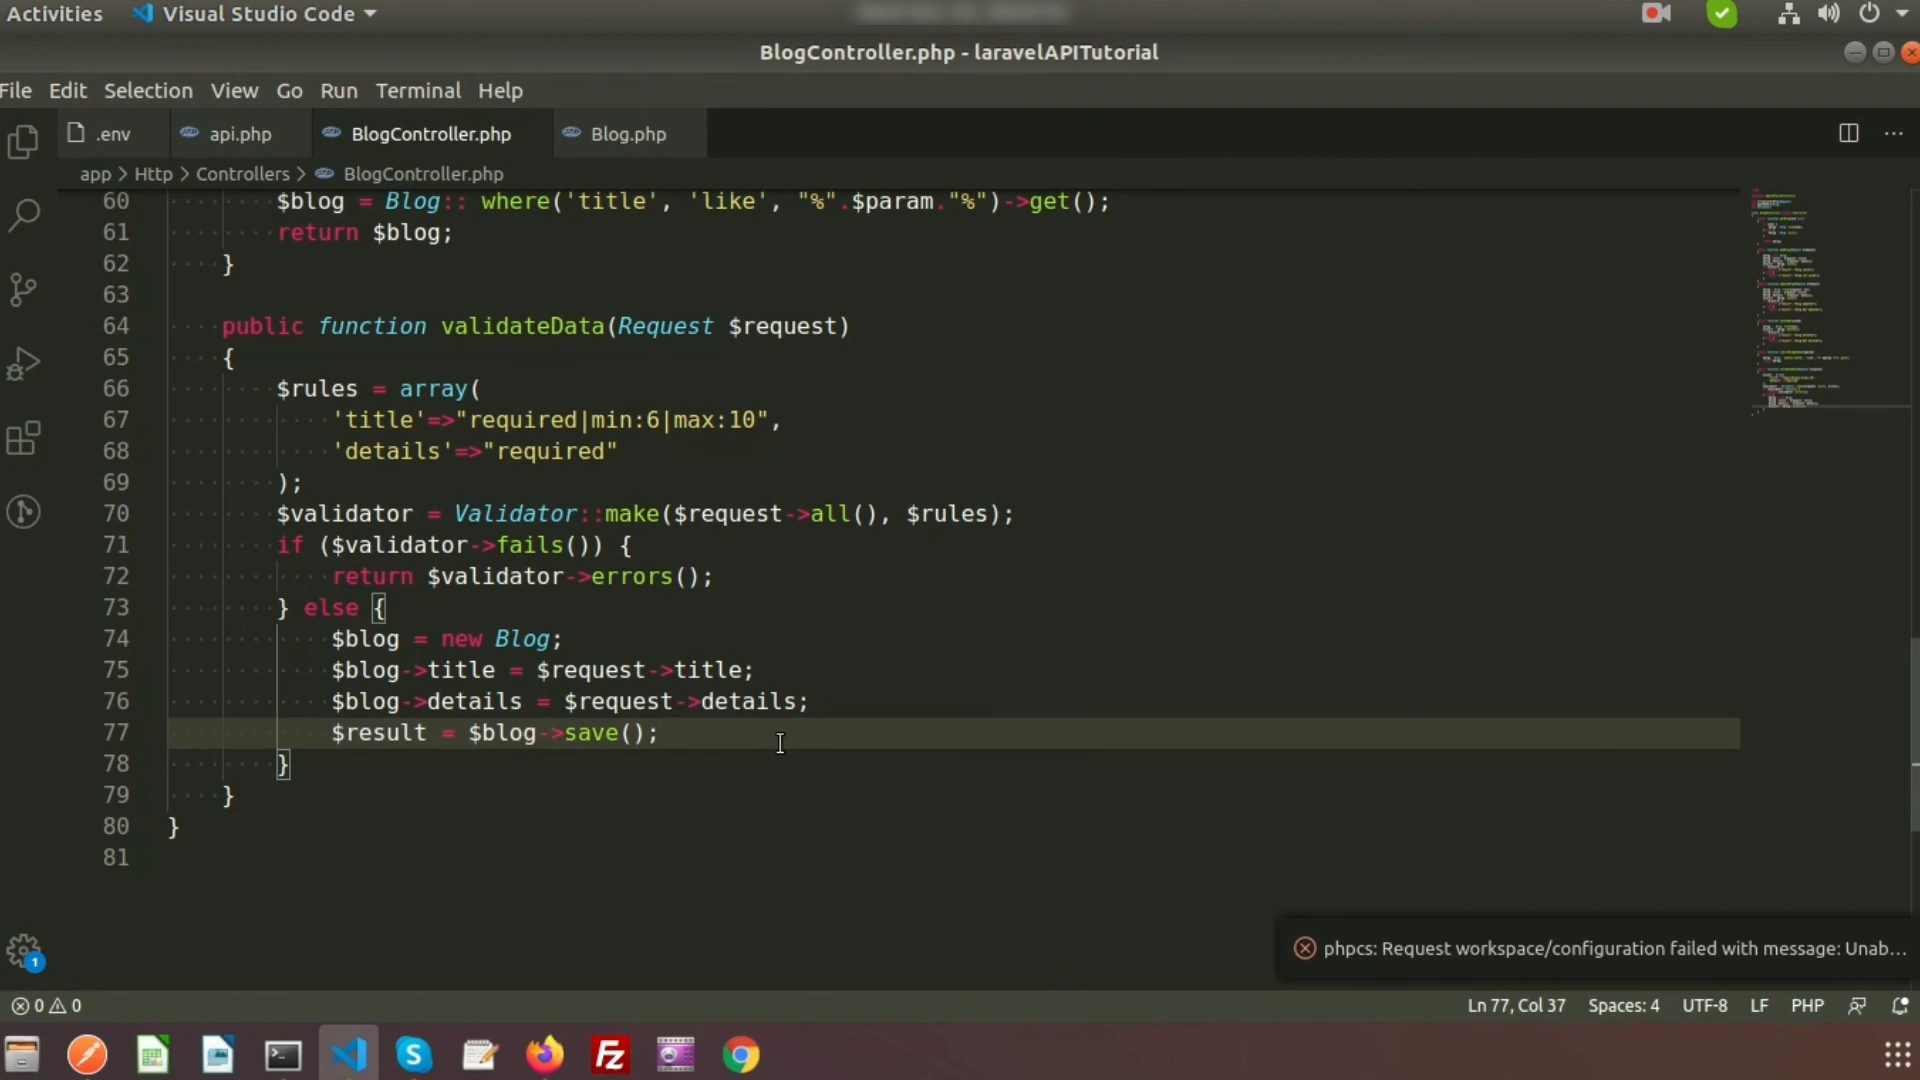 Activities Visual Studio Code
BlogController.php - laravelAPITutorial
File Edit Selection View Go Run Terminal Help
.env api.php BlogController.php Blog.php
app > Http > Controllers > BlogController.php
60 $blog = Blog:: where('title', 'like', "%".$param."%")->get();
61 return $blog;
62 }
63
64 public function validateData(Request $request)
65 {
66 $rules = array(
67 'title'=>"required|min:6|max:10",
68 'details'=>"required"
69 );
70 $validator = Validator::make($request->all(), $rules);
71 if ($validator->fails()) {
72 return $validator->errors();
73 } else {
74 $blog = new Blog;
75 $blog->title = $request->title;
76 $blog->details = $request->details;
77 $result = $blog->save();
78 }
79 }
80 }
81
phpcs: Request workspace/configuration failed with message: Unab...
1
0 0 Ln 77, Col 37 Spaces: 4 UTF-8 LF PHP